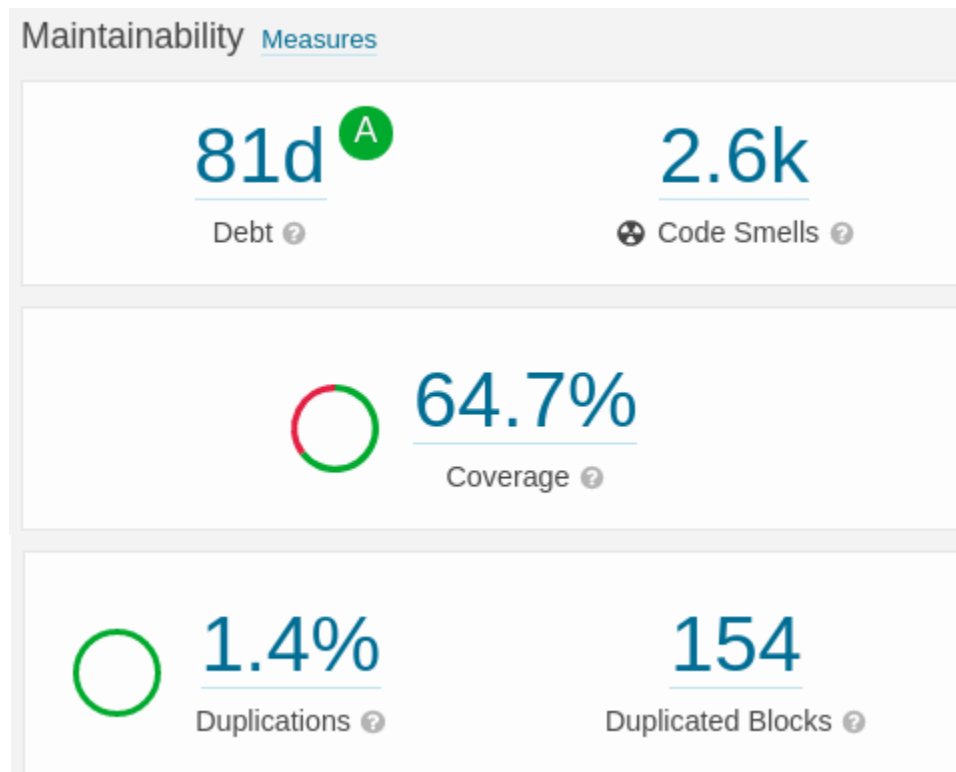 Maintainability Measures
81d A 2.6k
Debt ? Code Smells ?
64.7%
Coverage ?
1.4% 154
Duplications ? Duplicated Blocks ?